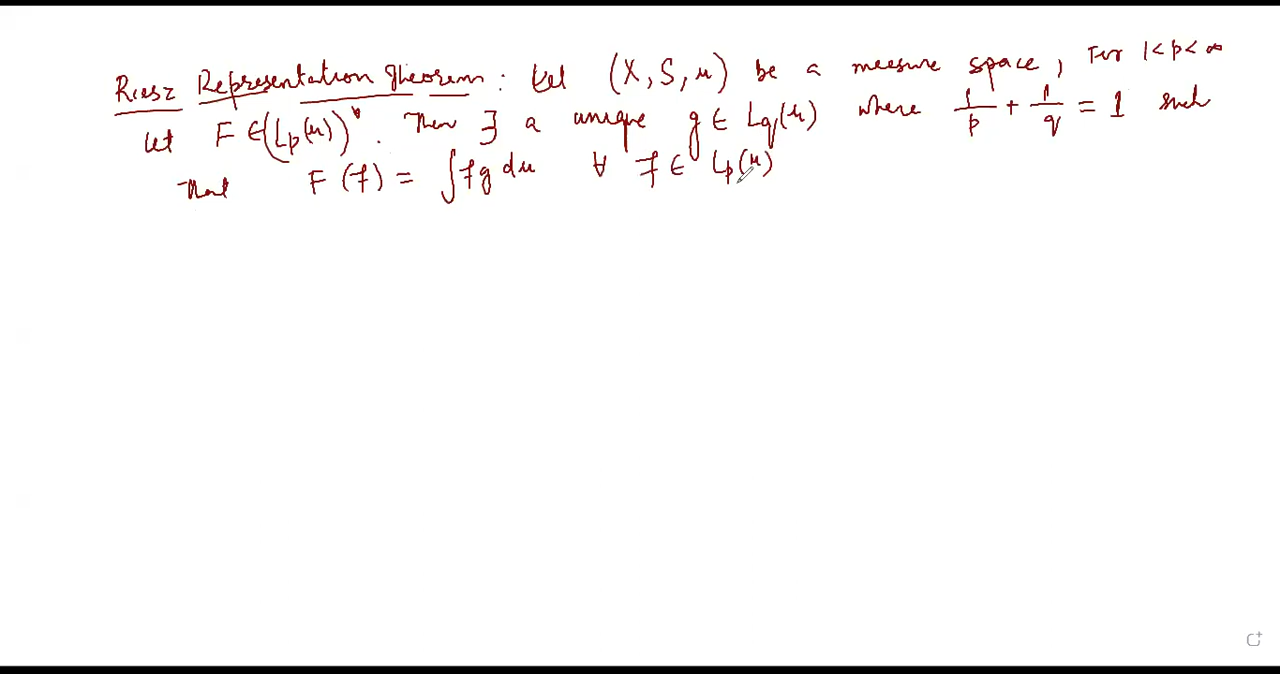 Riesz Representation Theorem : Let (X, S, μ) be a measure space, For 1 < p < ∞
Let F ∈ (Lp(μ))*. Then ∃ a unique g ∈ Lq(μ) where 1/p + 1/q = 1 such
That F(f) = ∫ fg dμ ∀ f ∈ Lp(μ)